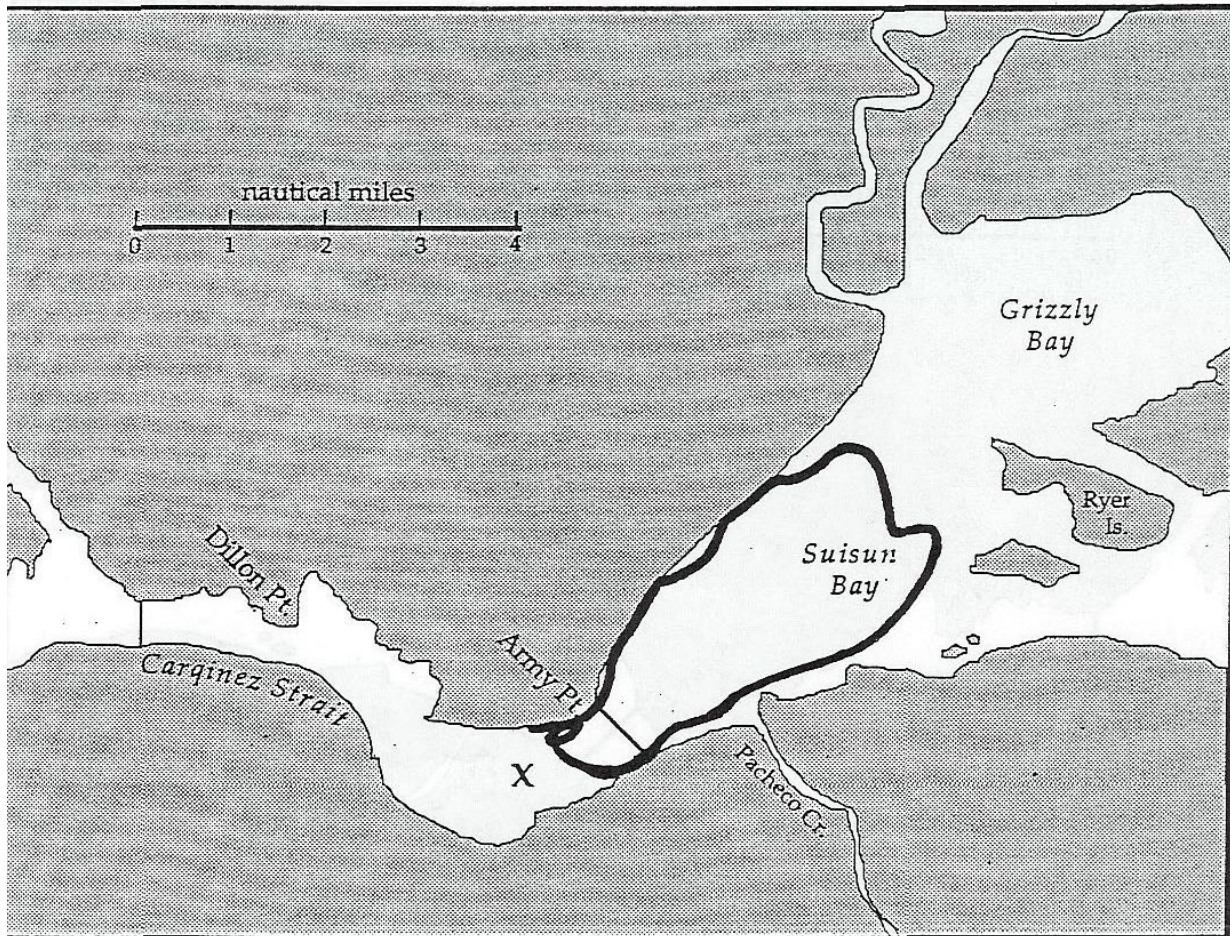 nautical miles
0 1 2 3 4
Grizzly
Bay
Ryer
Is.
Suisun
Bay
Dillon Pt.
Army Pt.
Carqinez Strait
X
Pacheco Cr.